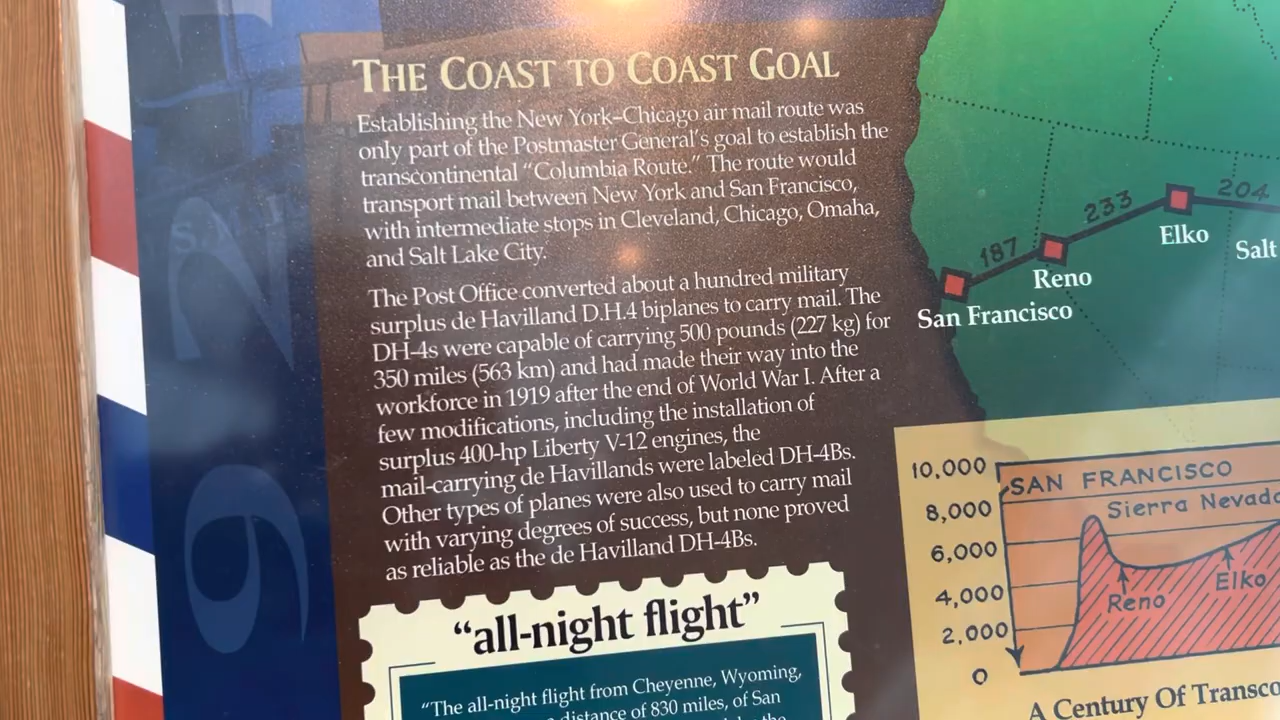 THE COAST TO COAST GOAL
Establishing the New York–Chicago air mail route was
only part of the Postmaster General's goal to establish the
transcontinental "Columbia Route." The route would
transport mail between New York and San Francisco,
with intermediate stops in Cleveland, Chicago, Omaha,
and Salt Lake City.
The Post Office converted about a hundred military
surplus de Havilland D.H.4 biplanes to carry mail. The
DH-4s were capable of carrying 500 pounds (227 kg) for
350 miles (563 km) and had made their way into the
workforce in 1919 after the end of World War I. After a
few modifications, including the installation of
surplus 400-hp Liberty V-12 engines, the
mail-carrying de Havillands were labeled DH-4Bs.
Other types of planes were also used to carry mail
with varying degrees of success, but none proved
as reliable as the de Havilland DH-4Bs.
"all-night flight"
"The all-night flight from Cheyenne, Wyoming,
distance of 830 miles, of San
187
233
204
San Francisco
Reno
Elko
Salt
10,000
8,000
6,000
4,000
2,000
0
SAN FRANCISCO
Sierra Nevada
Reno
Elko
A Century Of Transco